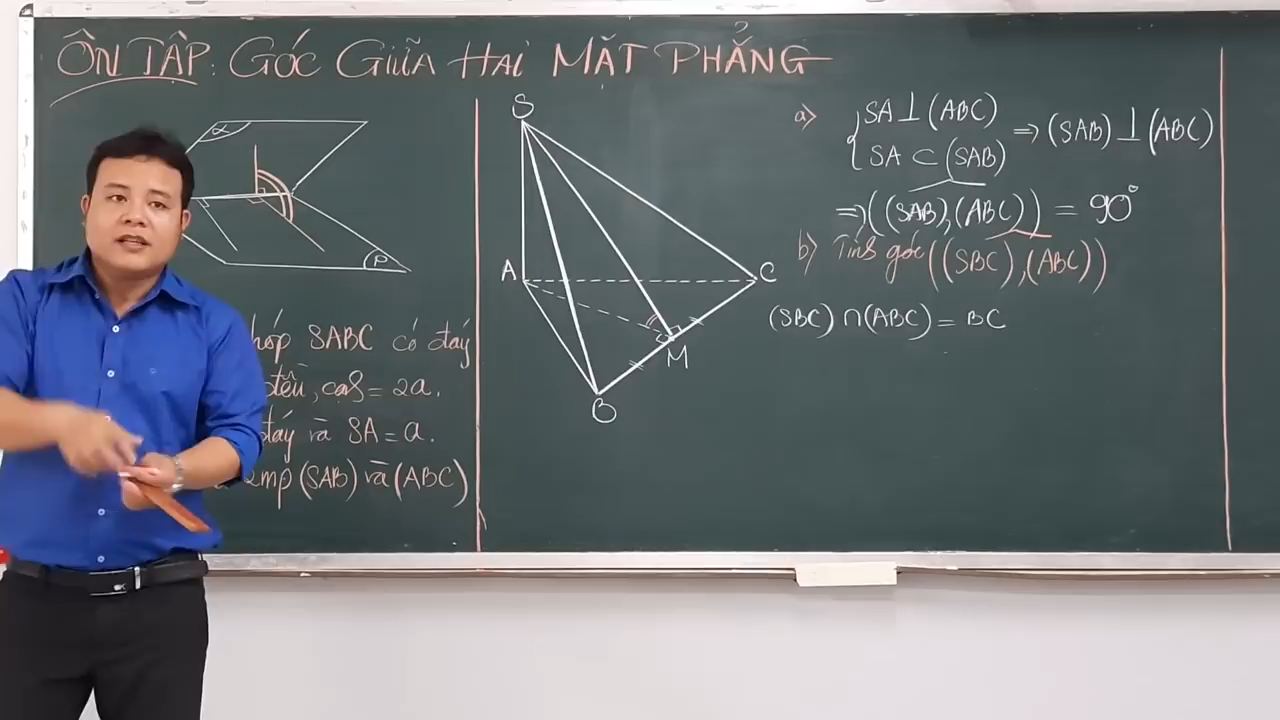 ÔN TẬP: GÓC GIỮA HAI MẶT PHẲNG
α
P
SABC có đáy
đều, cạnh = 2a.
đáy và SA = a.
2mp (SAB) và (ABC)
S
A
C
M
B
a) { SA ⊥ (ABC)
SA ⊂ (SAB) ⇒ (SAB) ⊥ (ABC)
⇒ ((SAB), (ABC)) = 90°
b) Tính góc ((SBC), (ABC))
(SBC) ∩ (ABC) = BC